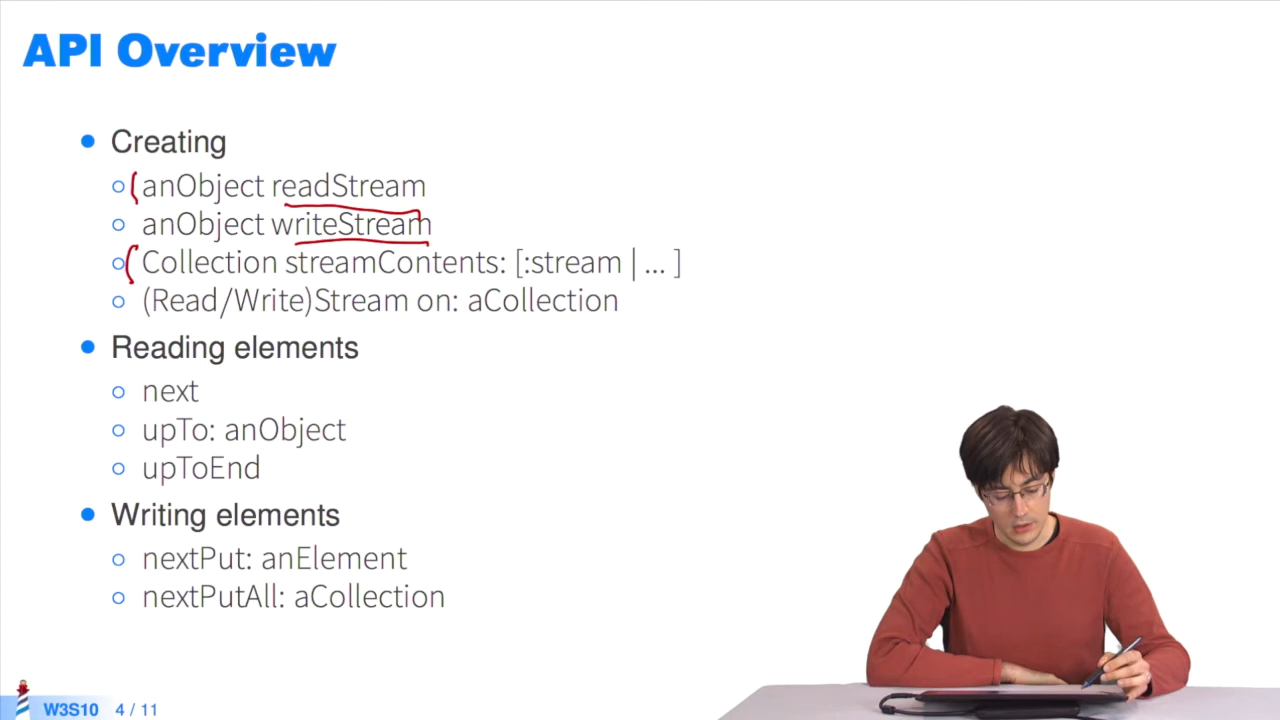 API Overview
Creating
anObject readStream
anObject writeStream
Collection streamContents: [:stream | ... ]
(Read/Write)Stream on: aCollection
Reading elements
next
upTo: anObject
upToEnd
Writing elements
nextPut: anElement
nextPutAll: aCollection
W3S10 4 / 11